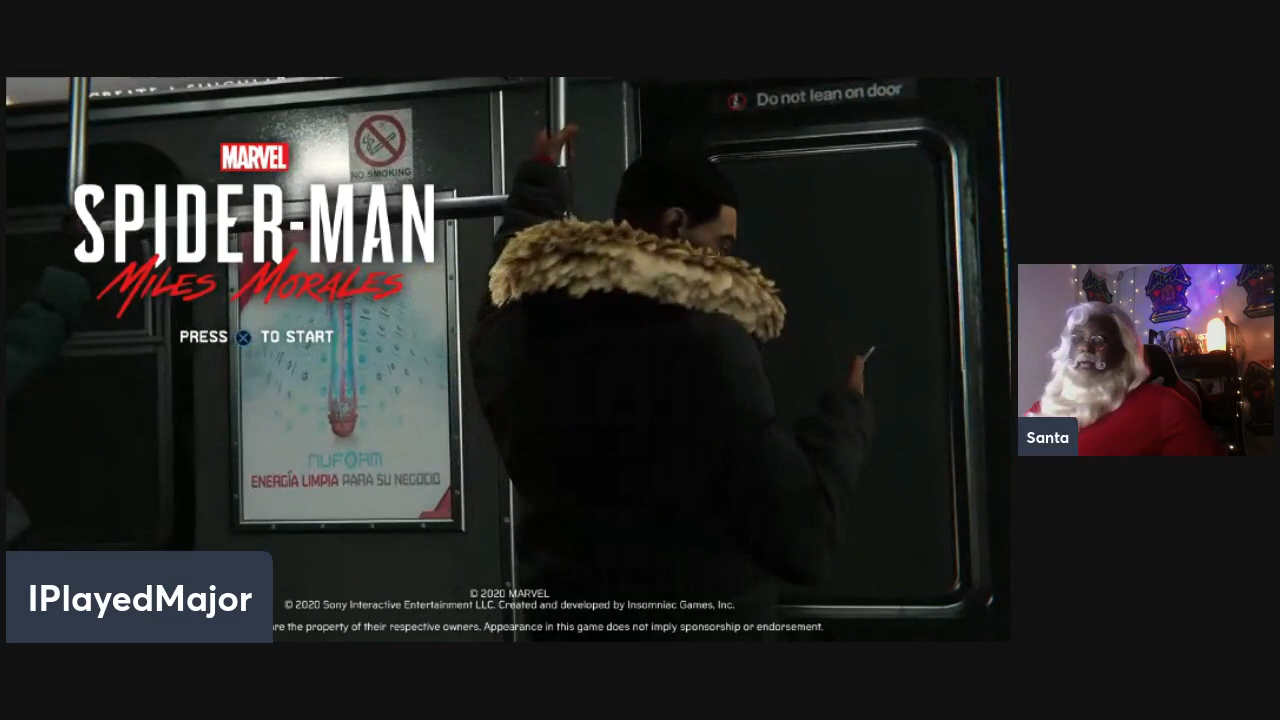 Do not lean on door
NO SMOKING
MARVEL
SPIDER-MAN
MILES MORALES
PRESS TO START
NUFORM
ENERGÍA LIMPIA PARA SU NEGOCIO
Santa
IPlayedMajor
© 2020 MARVEL
© 2020 Sony Interactive Entertainment LLC. Created and developed by Insomniac Games, Inc.
are the property of their respective owners. Appearance in this game does not imply sponsorship or endorsement.